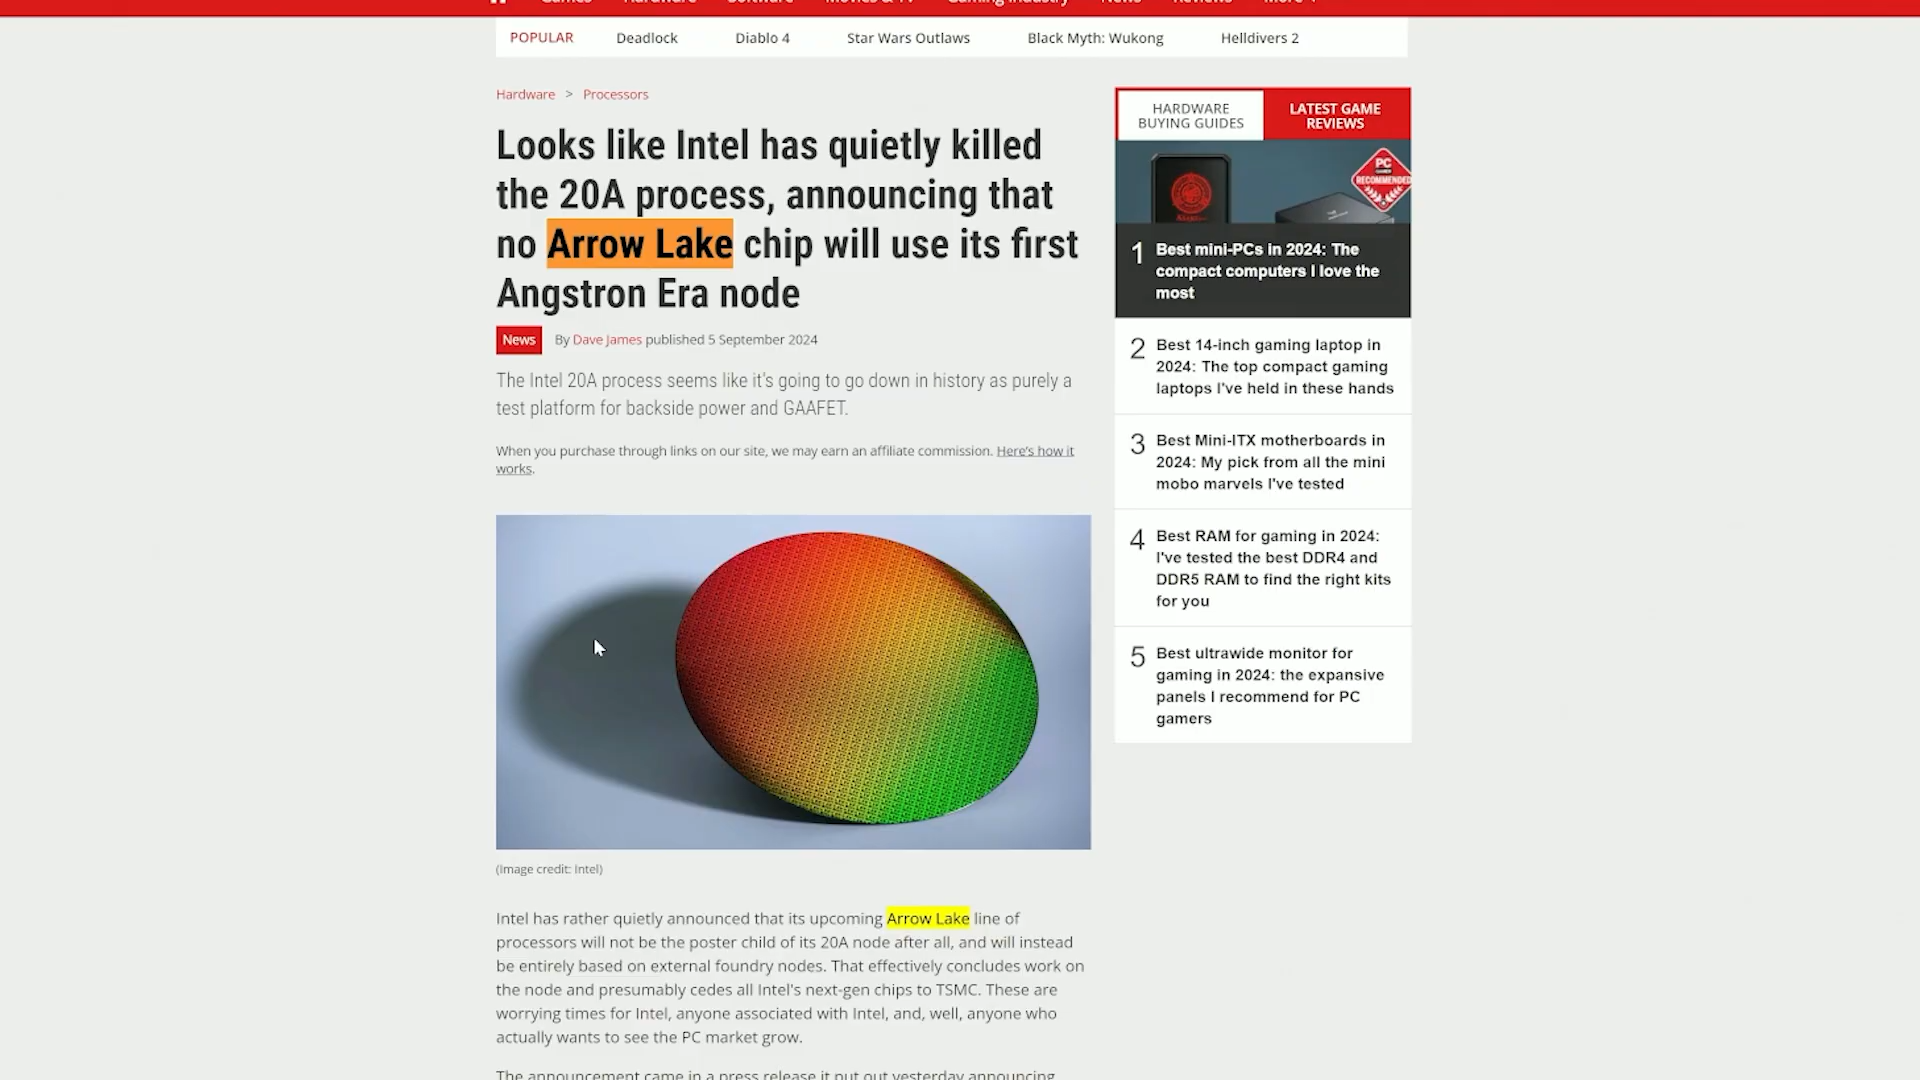 Games Hardware Software Movies & TV Gaming Industry News Reviews More
POPULAR Deadlock Diablo 4 Star Wars Outlaws Black Myth: Wukong Helldivers 2
Hardware > Processors
Looks like Intel has quietly killed
the 20A process, announcing that
no Arrow Lake chip will use its first
Angstron Era node
News By Dave James published 5 September 2024
The Intel 20A process seems like it's going to go down in history as purely a
test platform for backside power and GAAFET.
When you purchase through links on our site, we may earn an affiliate commission. Here's how it
works.
(Image credit: Intel)
Intel has rather quietly announced that its upcoming Arrow Lake line of
processors will not be the poster child of its 20A node after all, and will instead
be entirely based on external foundry nodes. That effectively concludes work on
the node and presumably cedes all Intel's next-gen chips to TSMC. These are
worrying times for Intel, anyone associated with Intel, and, well, anyone who
actually wants to see the PC market grow.
The announcement came in a press release it put out yesterday announcing
HARDWARE
BUYING GUIDES
LATEST GAME
REVIEWS
PC
GAMER
RECOMMENDED
1 Best mini-PCs in 2024: The
compact computers I love the
most
2 Best 14-inch gaming laptop in
2024: The top compact gaming
laptops I've held in these hands
3 Best Mini-ITX motherboards in
2024: My pick from all the mini
mobo marvels I've tested
4 Best RAM for gaming in 2024:
I've tested the best DDR4 and
DDR5 RAM to find the right kits
for you
5 Best ultrawide monitor for
gaming in 2024: the expansive
panels I recommend for PC
gamers